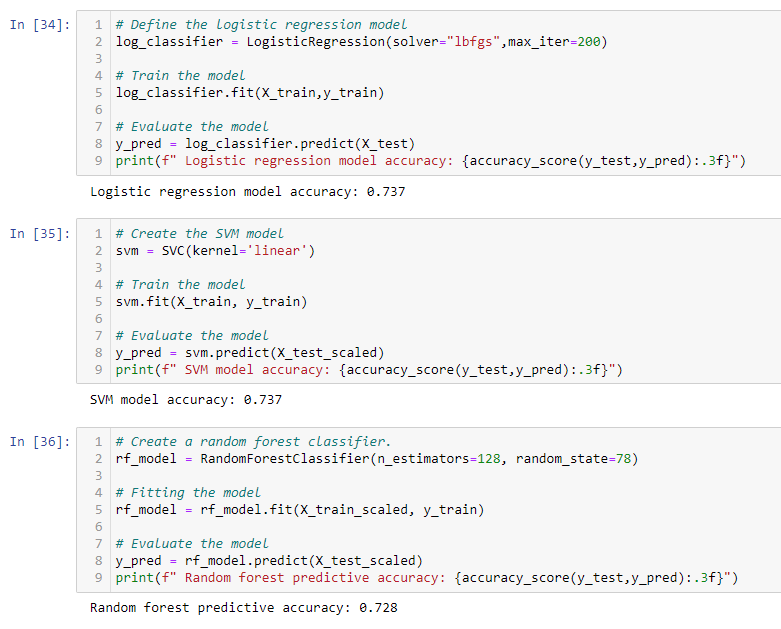 In [34]:
1 # Define the logistic regression model
2 log_classifier = LogisticRegression(solver="lbfgs",max_iter=200)
3
4 # Train the model
5 log_classifier.fit(X_train,y_train)
6
7 # Evaluate the model
8 y_pred = log_classifier.predict(X_test)
9 print(f" Logistic regression model accuracy: {accuracy_score(y_test,y_pred):.3f}")
Logistic regression model accuracy: 0.737
In [35]:
1 # Create the SVM model
2 svm = SVC(kernel='linear')
3
4 # Train the model
5 svm.fit(X_train, y_train)
6
7 # Evaluate the model
8 y_pred = svm.predict(X_test_scaled)
9 print(f" SVM model accuracy: {accuracy_score(y_test,y_pred):.3f}")
SVM model accuracy: 0.737
In [36]:
1 # Create a random forest classifier.
2 rf_model = RandomForestClassifier(n_estimators=128, random_state=78)
3
4 # Fitting the model
5 rf_model = rf_model.fit(X_train_scaled, y_train)
6
7 # Evaluate the model
8 y_pred = rf_model.predict(X_test_scaled)
9 print(f" Random forest predictive accuracy: {accuracy_score(y_test,y_pred):.3f}")
Random forest predictive accuracy: 0.728